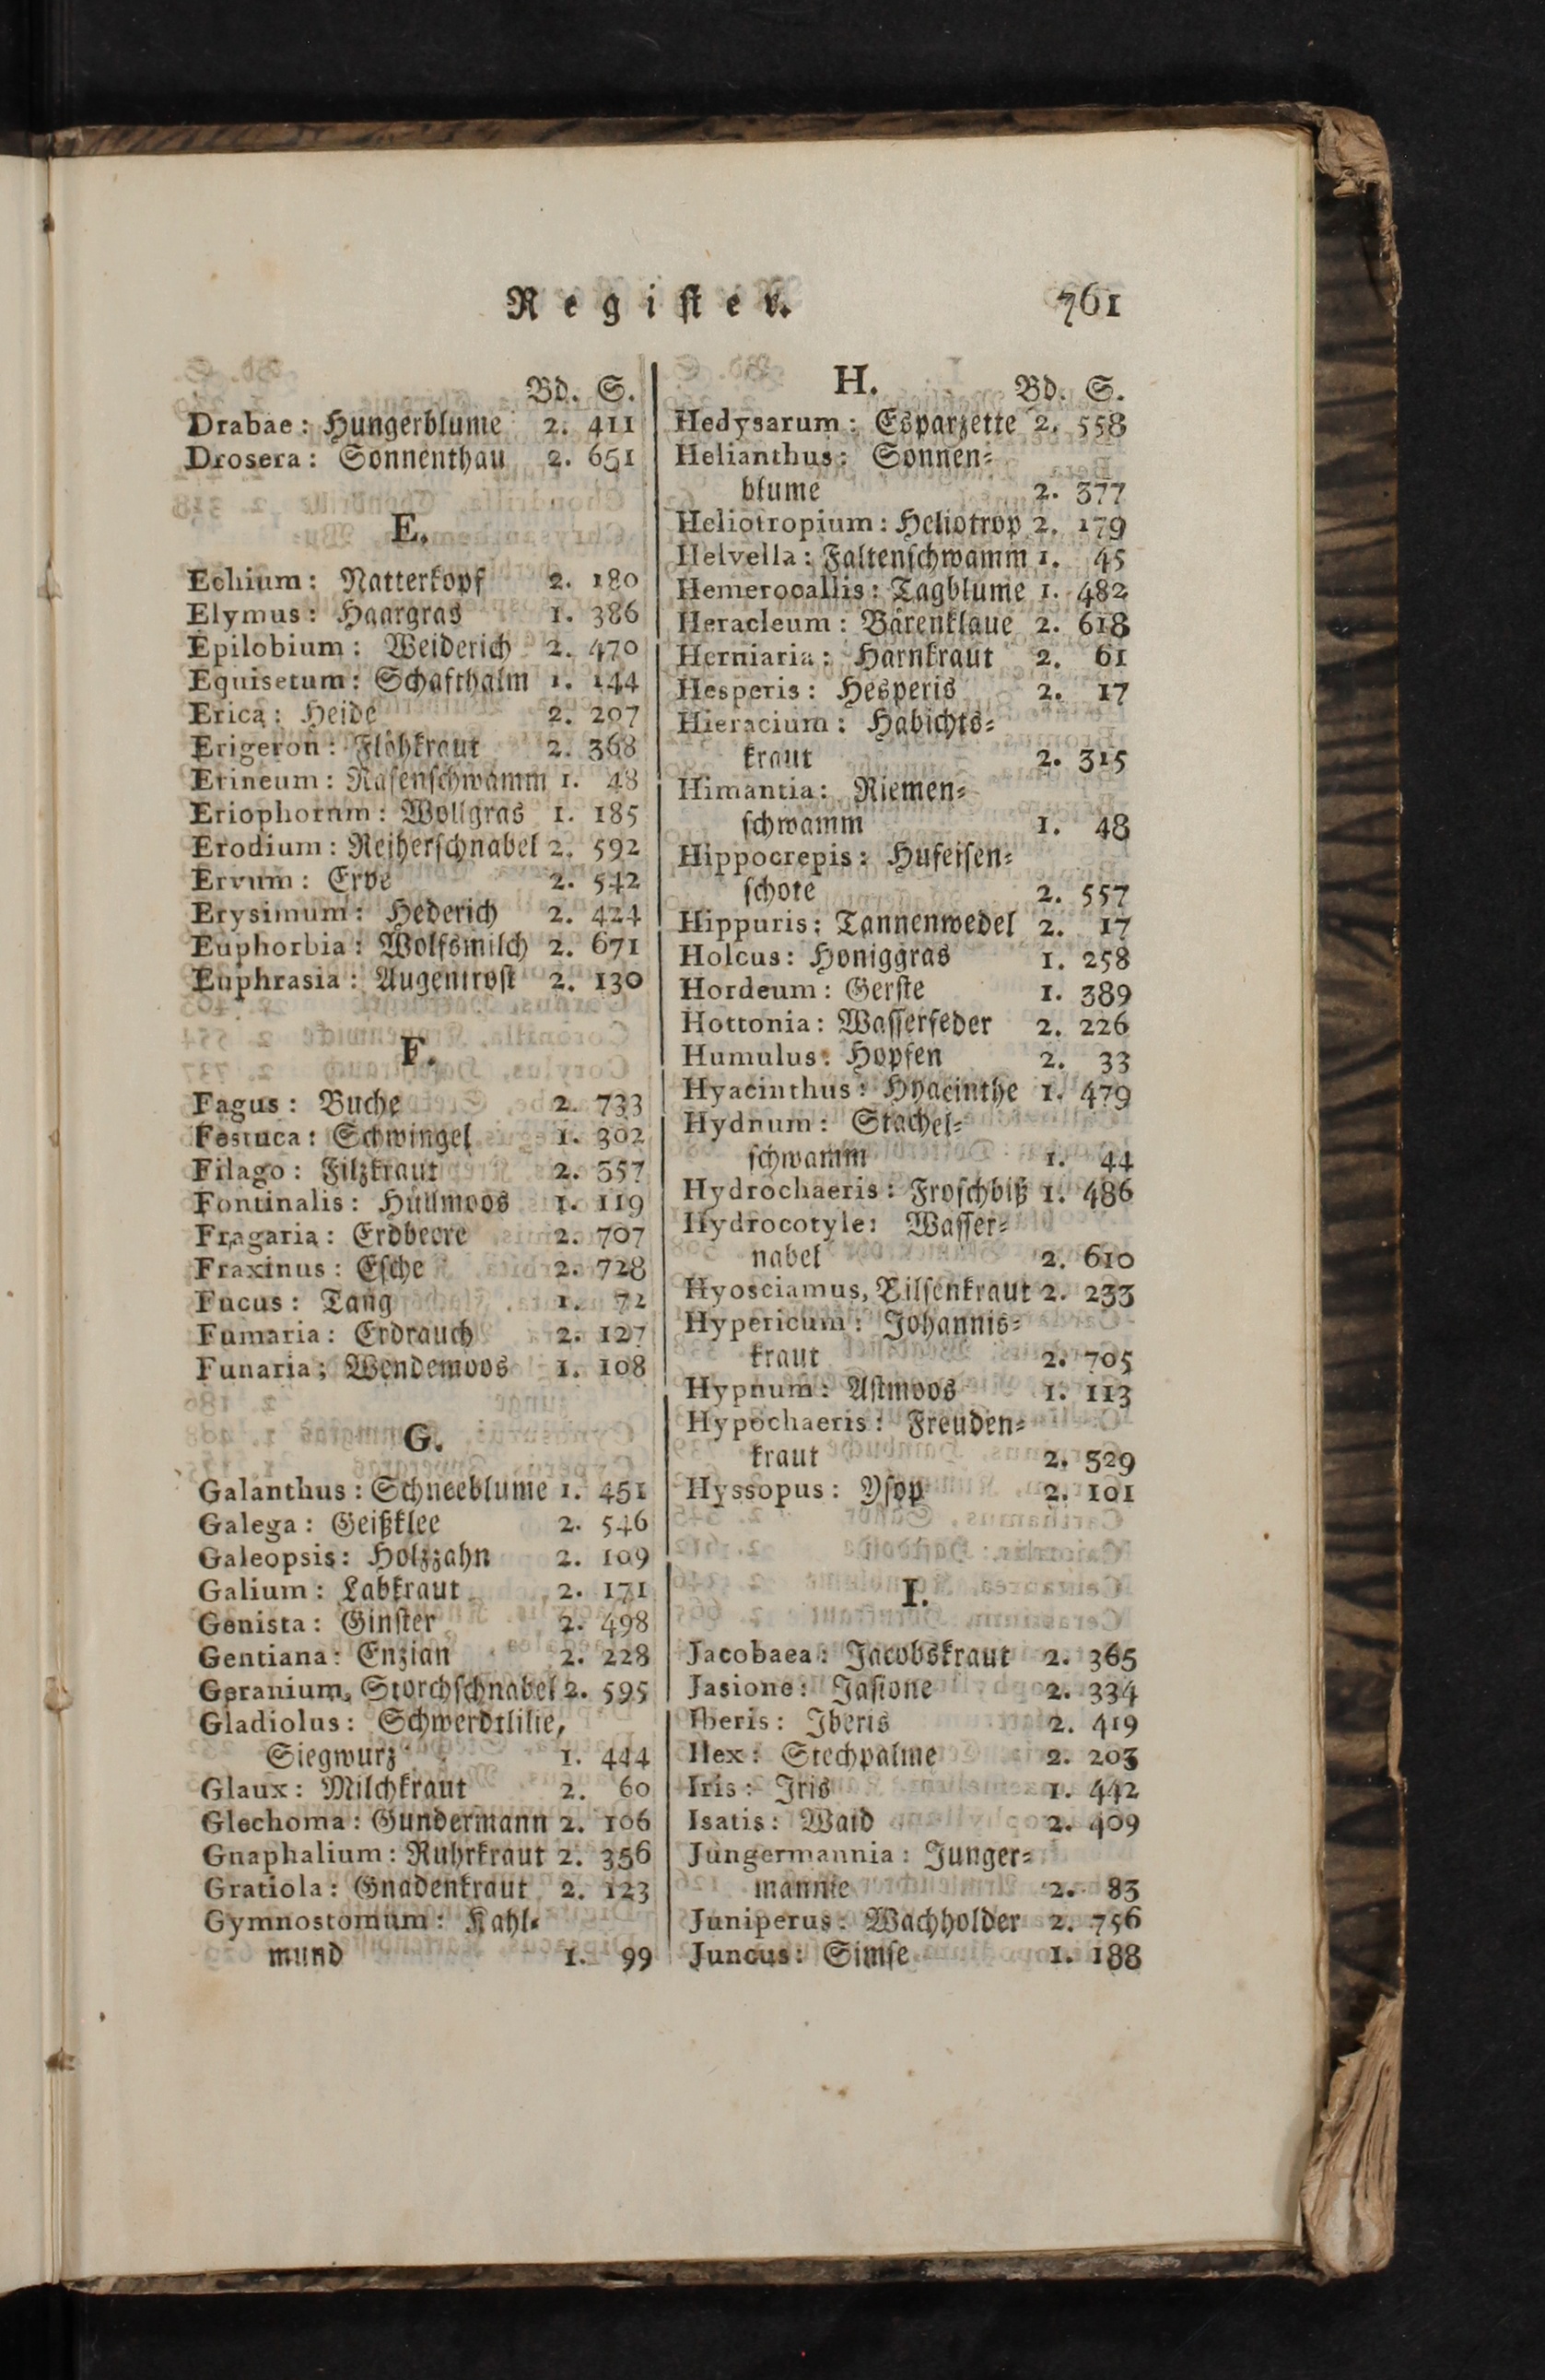 Regiſter. 761
Bd. S.
Drabae: Hungerblume 2. 411
Drosera: Sonnenthau 2. 651
E.
Echium: Natterkopf 2. 180
Elymus: Haargras 1. 386
Epilobium: Weiderich 2. 470
Equisetum: Schafthalm 1. 144
Erica: Heide 2. 207
Erigeron: Flöhkraut 2. 368
Erineum: Raſenſchwamm 1. 48
Eriophorum: Wollgras 1. 185
Erodium: Reiherſchnabel 2. 592
Ervum: Erve 2. 542
Erysimum: Hederich 2. 424
Euphorbia: Wolfsmilch 2. 671
Euphrasia: Augentroſt 2. 130
F.
Fagus: Buche 2. 733
Festuca: Schwingel 1. 302
Filago: Filzkraut 2. 357
Fontinalis: Hüllmoos 1. 119
Fragaria: Erdbeere 2. 707
Fraxinus: Eſche 2. 728
Fucus: Tang 1. 72
Fumaria: Erdrauch 2. 127
Funaria; Wendemoos 1. 108
G.
Galanthus: Schneeblume 1. 451
Galega: Geißklee 2. 546
Galeopsis: Holzzahn 2. 109
Galium: Labkraut 2. 171
Genista: Ginſter 2. 498
Gentiana: Enzian 2. 228
Geranium, Storchſchnabel 2. 595
Gladiolus: Schwerdtlilie,
Siegwurz 1. 444
Glaux: Milchkraut 2. 60
Glechoma: Gundermann 2. 106
Gnaphalium: Ruhrkraut 2. 356
Gratiola: Gnadenkraut 2. 123
Gymnostomum: Kahl-
mund 1. 99
H. Bd. S.
Hedysarum: Esparzette 2. 558
Helianthus: Sonnen-
blume 2. 377
Heliotropium: Heliotrop 2. 179
Helvella: Faltenſchwamm 1. 45
Hemerocallis: Tagblume 1. 482
Heracleum: Bärenklaue 2. 618
Herniaria: Harnkraut 2. 61
Hesperis: Hesperis 2. 17
Hieracium: Habichts-
kraut 2. 315
Himantia: Riemen-
ſchwamm 1. 48
Hippocrepis: Hufeiſen-
ſchote 2. 557
Hippuris: Tannenwedel 2. 17
Holcus: Honiggras 1. 258
Hordeum: Gerſte 1. 389
Hottonia: Waſſerfeder 2. 226
Humulus: Hopfen 2. 33
Hyacinthus: Hyacinthe 1. 479
Hydnum: Stachel-
ſchwamm 1. 44
Hydrochaeris: Froſchbiß 1. 486
Hydrocotyle: Waſſer-
nabel 2. 610
Hyosciamus, Bilſenkraut 2. 233
Hypericum: Johannis-
kraut 2. 705
Hypnum: Aſtmoos 1. 113
Hypochaeris: Freuden-
kraut 2. 329
Hyssopus: Yſop 2. 101
I.
Jacobaea: Jacobskraut 2. 365
Jasione: Jaſione 2. 334
Iberis: Iberis 2. 419
Ilex: Stechpalme 2. 203
Iris: Iris 1. 442
Isatis: Waid 2. 409
Jungermannia: Junger-
mannie 2. 83
Juniperus: Wachholder 2. 756
Juncus: Simſe 1. 188